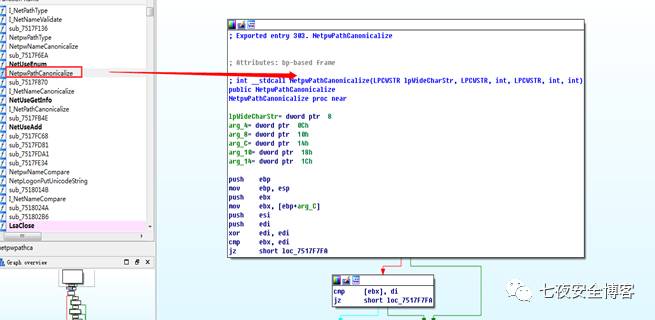 Function name
I_NetPathType
I_NetNameValidate
sub_7517F136
NetpwPathType
NetpwNameCanonicalize
sub_7517F6EA
NetUseEnum
NetpwPathCanonicalize
sub_7517FB70
I_NetNameCanonicalize
NetUseGetInfo
I_NetPathCanonicalize
sub_7517FB4E
NetUseAdd
sub_7517FC68
sub_7517FD81
sub_7517FDA1
sub_7517FE34
NetpwNameCompare
NetpLogonPutUnicodeString
sub_7518014B
I_NetNameCompare
sub_7518024A
sub_751802B6
LsaClose
netpwpathca
Graph overview
; Exported entry 303. NetpwPathCanonicalize
; Attributes: bp-based frame
; int __stdcall NetpwPathCanonicalize(LPCWSTR lpWideCharStr, LPCWSTR, int, LPCWSTR, int, int)
public NetpwPathCanonicalize
NetpwPathCanonicalize proc near
lpWideCharStr= dword ptr 8
arg_4= dword ptr 0Ch
arg_8= dword ptr 10h
arg_C= dword ptr 14h
arg_10= dword ptr 18h
arg_14= dword ptr 1Ch
push ebp
mov ebp, esp
push ebx
mov ebx, [ebp+arg_C]
push esi
push edi
xor edi, edi
cmp ebx, edi
jz short loc_7517F7FA
cmp [ebx], di
jz short loc_7517F7FA
七夜安全博客